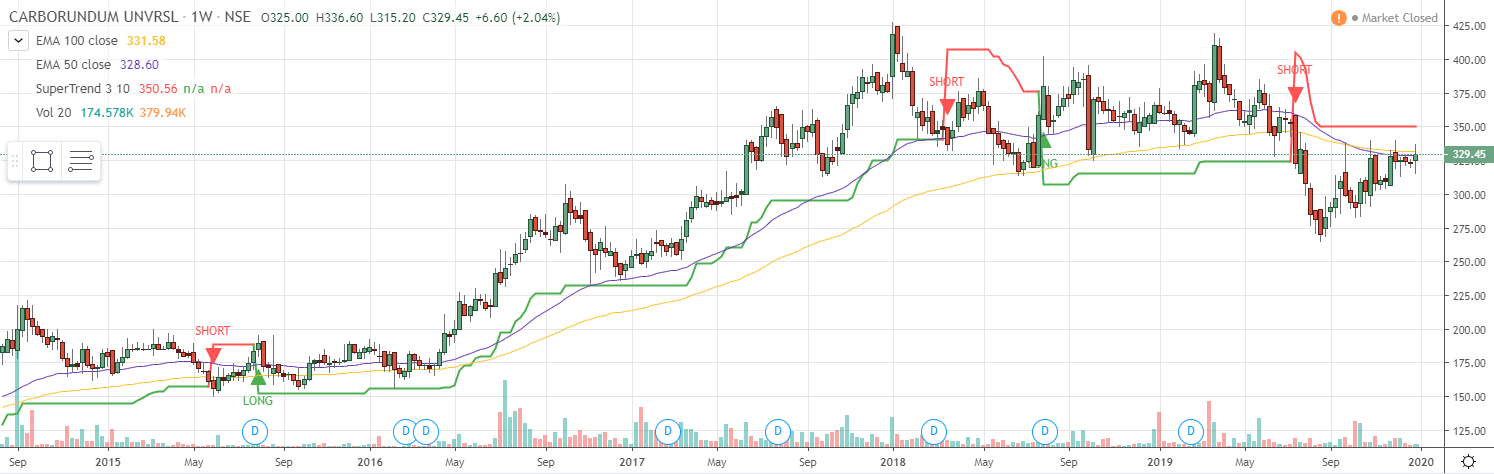 CARBORUNDUM UNVRSL · 1W · NSE O325.00 H336.60 L315.20 C329.45 +6.60 (+2.04%)
! Market Closed
EMA 100 close 331.58
EMA 50 close 328.60
SuperTrend 3 10 350.56 n/a n/a
Vol 20 174.578K 379.94K
425.00
400.00
375.00
350.00
329.45
300.00
275.00
250.00
225.00
200.00
175.00
150.00
125.00
SHORT
LONG
SHORT
SHORT
D D D D D D D D
Sep 2015 May Sep 2016 May Sep 2017 May Sep 2018 May Sep 2019 May Sep 2020